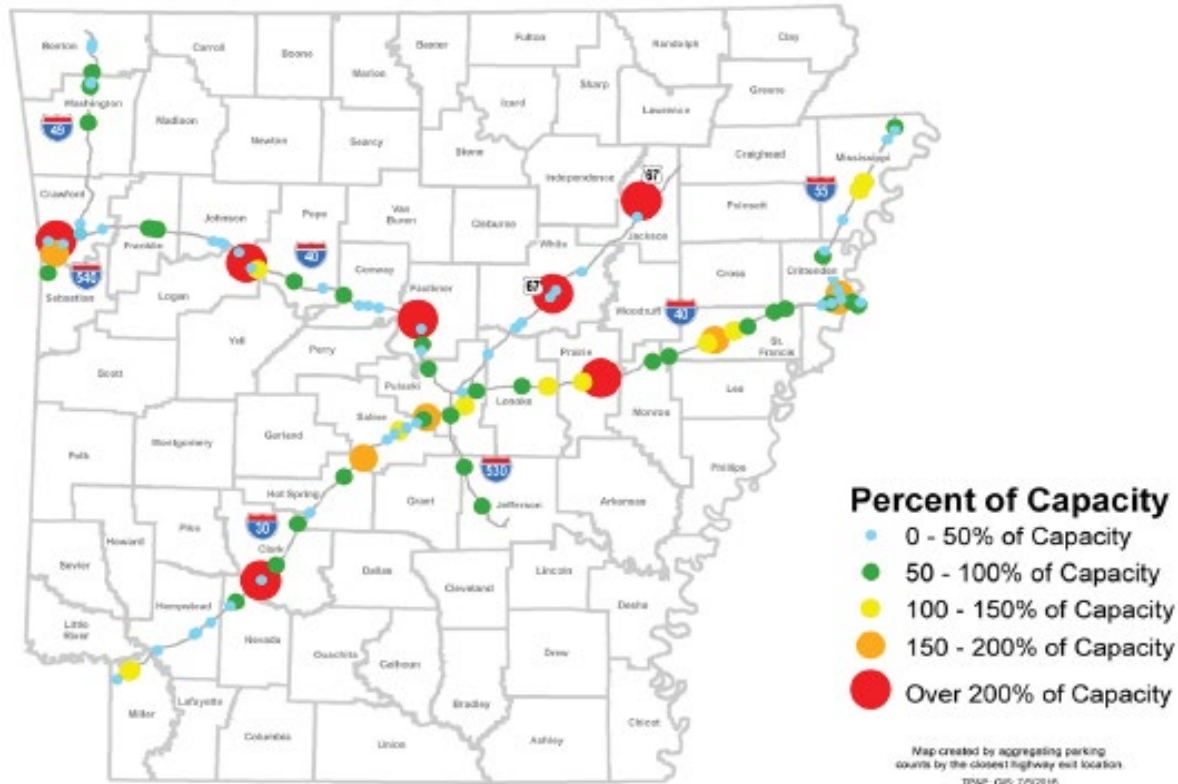 Benton
Carroll
Boone
Baxter
Fulton
Randolph
Clay
Marion
Sharp
Greene
Izard
Lawrence
Washington
Madison
49
Newton
Searcy
Stone
Independence
Craighead
Mississippi
55
67
Crawford
Johnson
Pope
Van
Buren
Cleburne
Poinsett
White
Jackson
Franklin
40
Conway
Faulkner
67
Cross
Crittenden
540
Sebastian
Logan
Woodruff
40
Yell
Perry
Prairie
St.
Francis
Scott
Pulaski
Lonoke
Lee
Saline
Monroe
Garland
Montgomery
Polk
Phillips
530
Hot Spring
Grant
Jefferson
Arkansas
30
Pike
Howard
Clark
Sevier
Dallas
Cleveland
Lincoln
Hempstead
Desha
Little
River
Nevada
Ouachita
Calhoun
Drew
Miller
Lafayette
Bradley
Columbia
Union
Ashley
Chicot
Percent of Capacity
0 - 50% of Capacity
50 - 100% of Capacity
100 - 150% of Capacity
150 - 200% of Capacity
Over 200% of Capacity
Map created by aggregating parking
counts by the closest highway exit location.